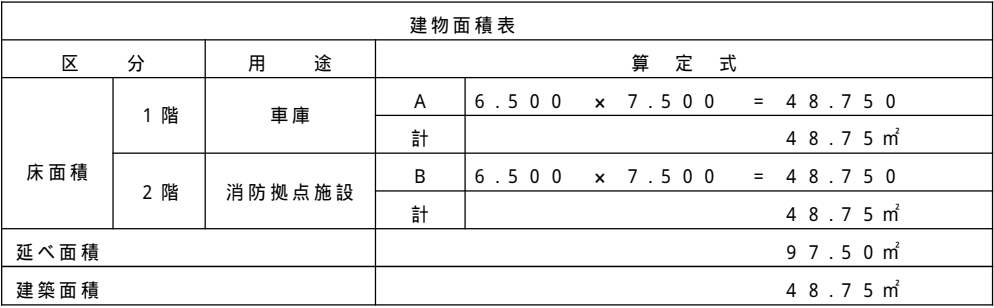 建物面積表
区 分 用 途 算 定 式
1階 車庫 A 6.500 × 7.500 = 48.750
計 48.75㎡
床面積
2階 消防拠点施設 B 6.500 × 7.500 = 48.750
計 48.75㎡
延べ面積 97.50㎡
建築面積 48.75㎡